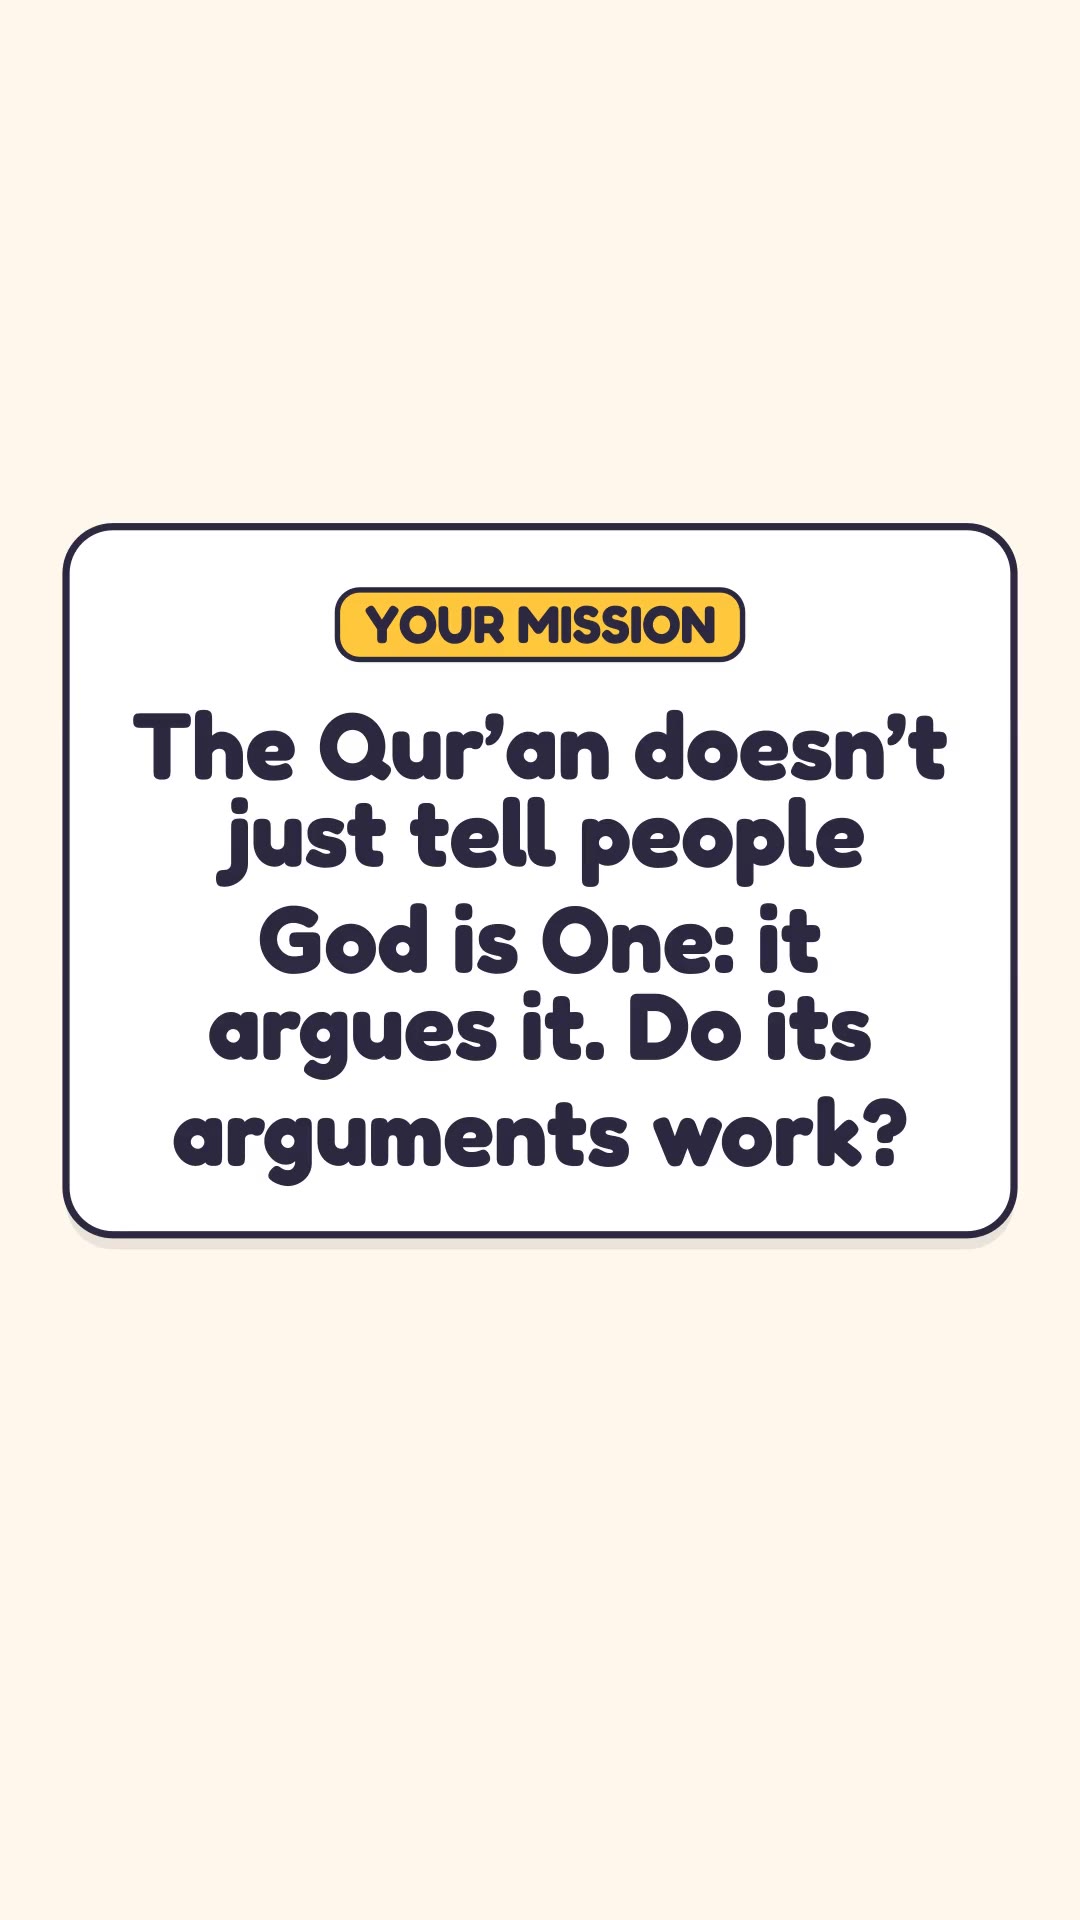 YOUR MISSION
The Qur’an doesn’t
just tell people
God is One: it
argues it. Do its
arguments work?